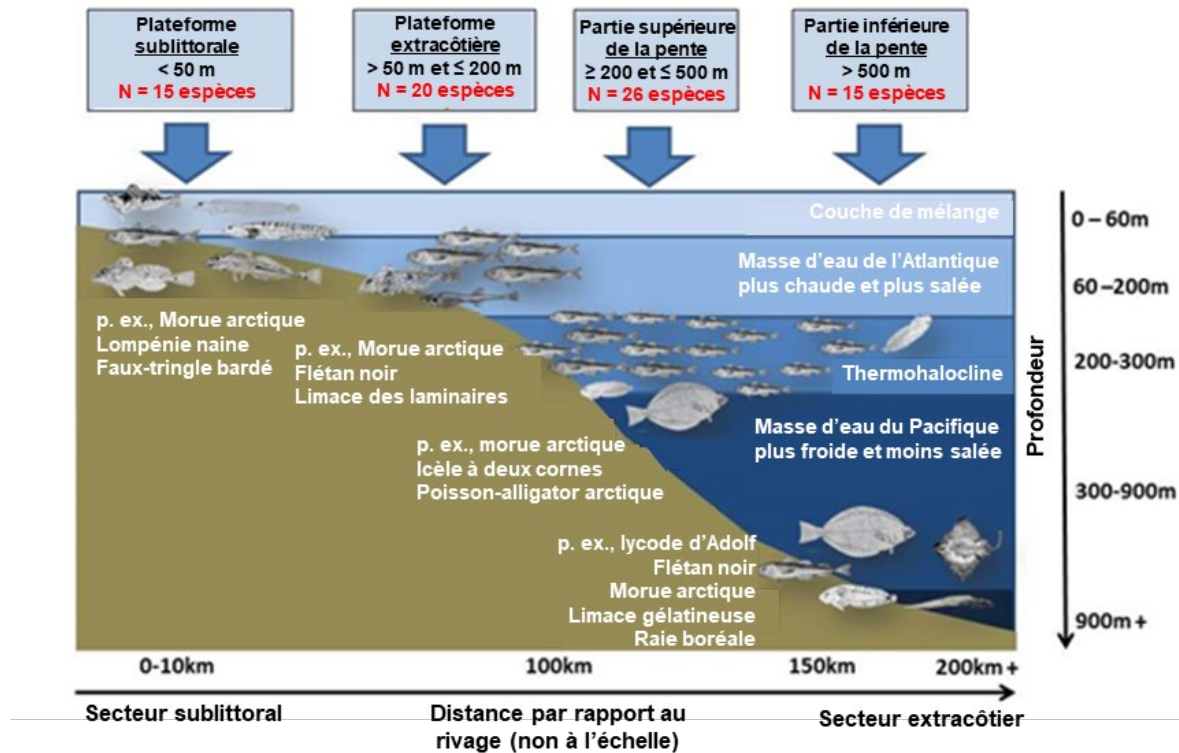 Plateforme
sublittorale
< 50 m
N = 15 espèces
Plateforme
extracôtière
> 50 m et ≤ 200 m
N = 20 espèces
Partie supérieure
de la pente
≥ 200 et ≤ 500 m
N = 26 espèces
Partie inférieure
de la pente
> 500 m
N = 15 espèces
Couche de mélange
0 – 60m
Masse d'eau de l'Atlantique
plus chaude et plus salée
60 –200m
p. ex., Morue arctique
Lompénie naine
Faux-tringle bardé
p. ex., Morue arctique
Flétan noir
Limace des laminaires
200-300m
Thermohalocline
Profondeur
Masse d'eau du Pacifique
plus froide et moins salée
p. ex., morue arctique
Icèle à deux cornes
Poisson-alligator arctique
300-900m
p. ex., lycode d'Adolf
Flétan noir
Morue arctique
Limace gélatineuse
Raie boréale
900m +
0-10km
100km
150km
200km +
Secteur sublittoral
Distance par rapport au
rivage (non à l'échelle)
Secteur extracôtier